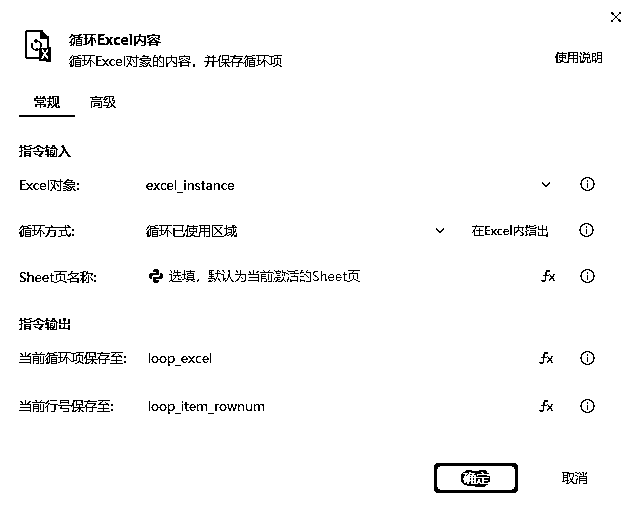 循环Excel内容
循环Excel对象的内容，并保存循环项
使用说明
常规 高级
指令输入
Excel对象: excel_instance
循环方式: 循环已使用区域 在Excel内指出
Sheet页名称: 选填，默认为当前激活的Sheet页 fx
指令输出
当前循环项保存至: loop_excel fx
当前行号保存至: loop_item_rownum fx
确定 取消